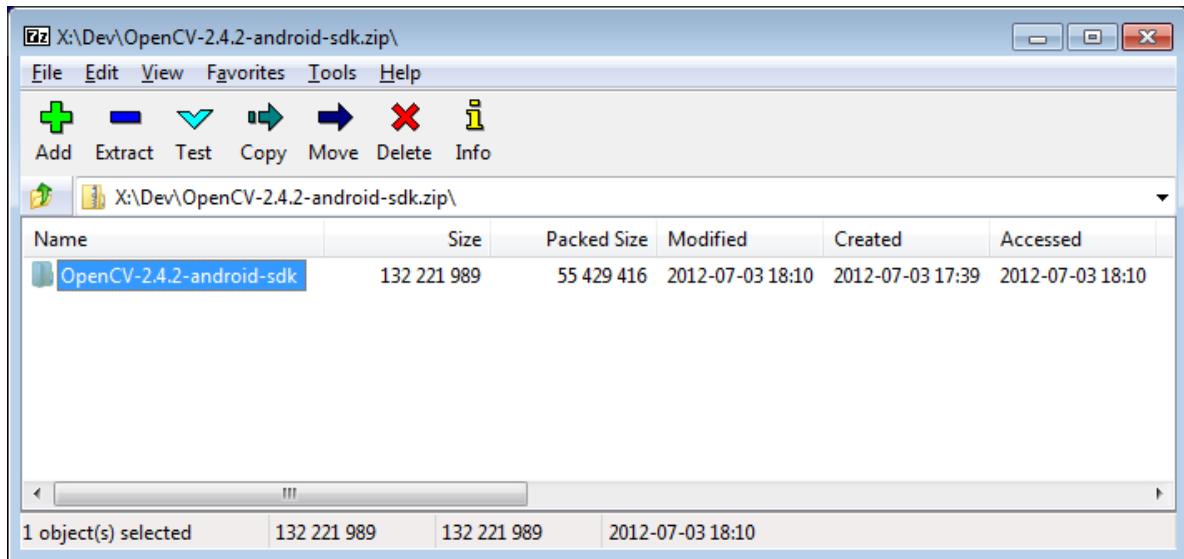 7z X:\Dev\OpenCV-2.4.2-android-sdk.zip\
File Edit View Favorites Tools Help
Add Extract Test Copy Move Delete Info
X:\Dev\OpenCV-2.4.2-android-sdk.zip\
Name Size Packed Size Modified Created Accessed
OpenCV-2.4.2-android-sdk 132 221 989 55 429 416 2012-07-03 18:10 2012-07-03 17:39 2012-07-03 18:10
1 object(s) selected 132 221 989 132 221 989 2012-07-03 18:10